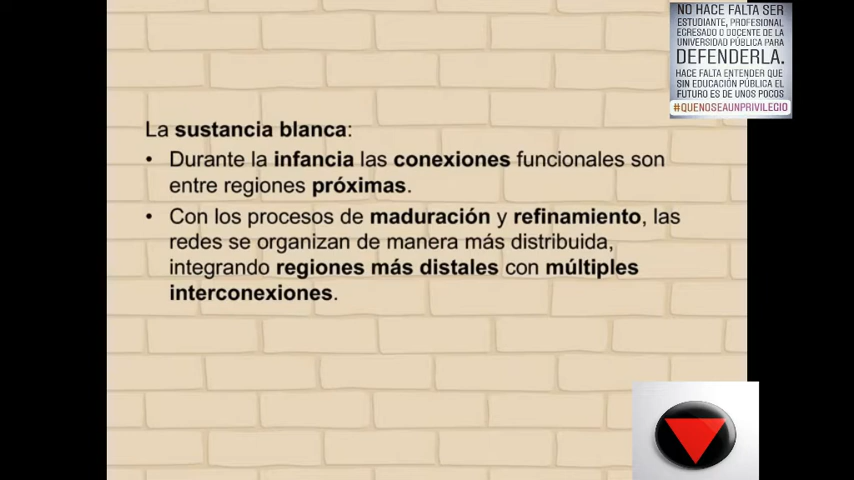 NO HACE FALTA SER
ESTUDIANTE, PROFESIONAL
EGRESADO O DOCENTE DE LA
UNIVERSIDAD PÚBLICA PARA
DEFENDERLA.
HACE FALTA ENTENDER QUE
SIN EDUCACIÓN PÚBLICA EL
FUTURO ES DE UNOS POCOS
#QUENOSEAUNPRIVILEGIO
La sustancia blanca:
• Durante la infancia las conexiones funcionales son
entre regiones próximas.
• Con los procesos de maduración y refinamiento, las
redes se organizan de manera más distribuida,
integrando regiones más distales con múltiples
interconexiones.